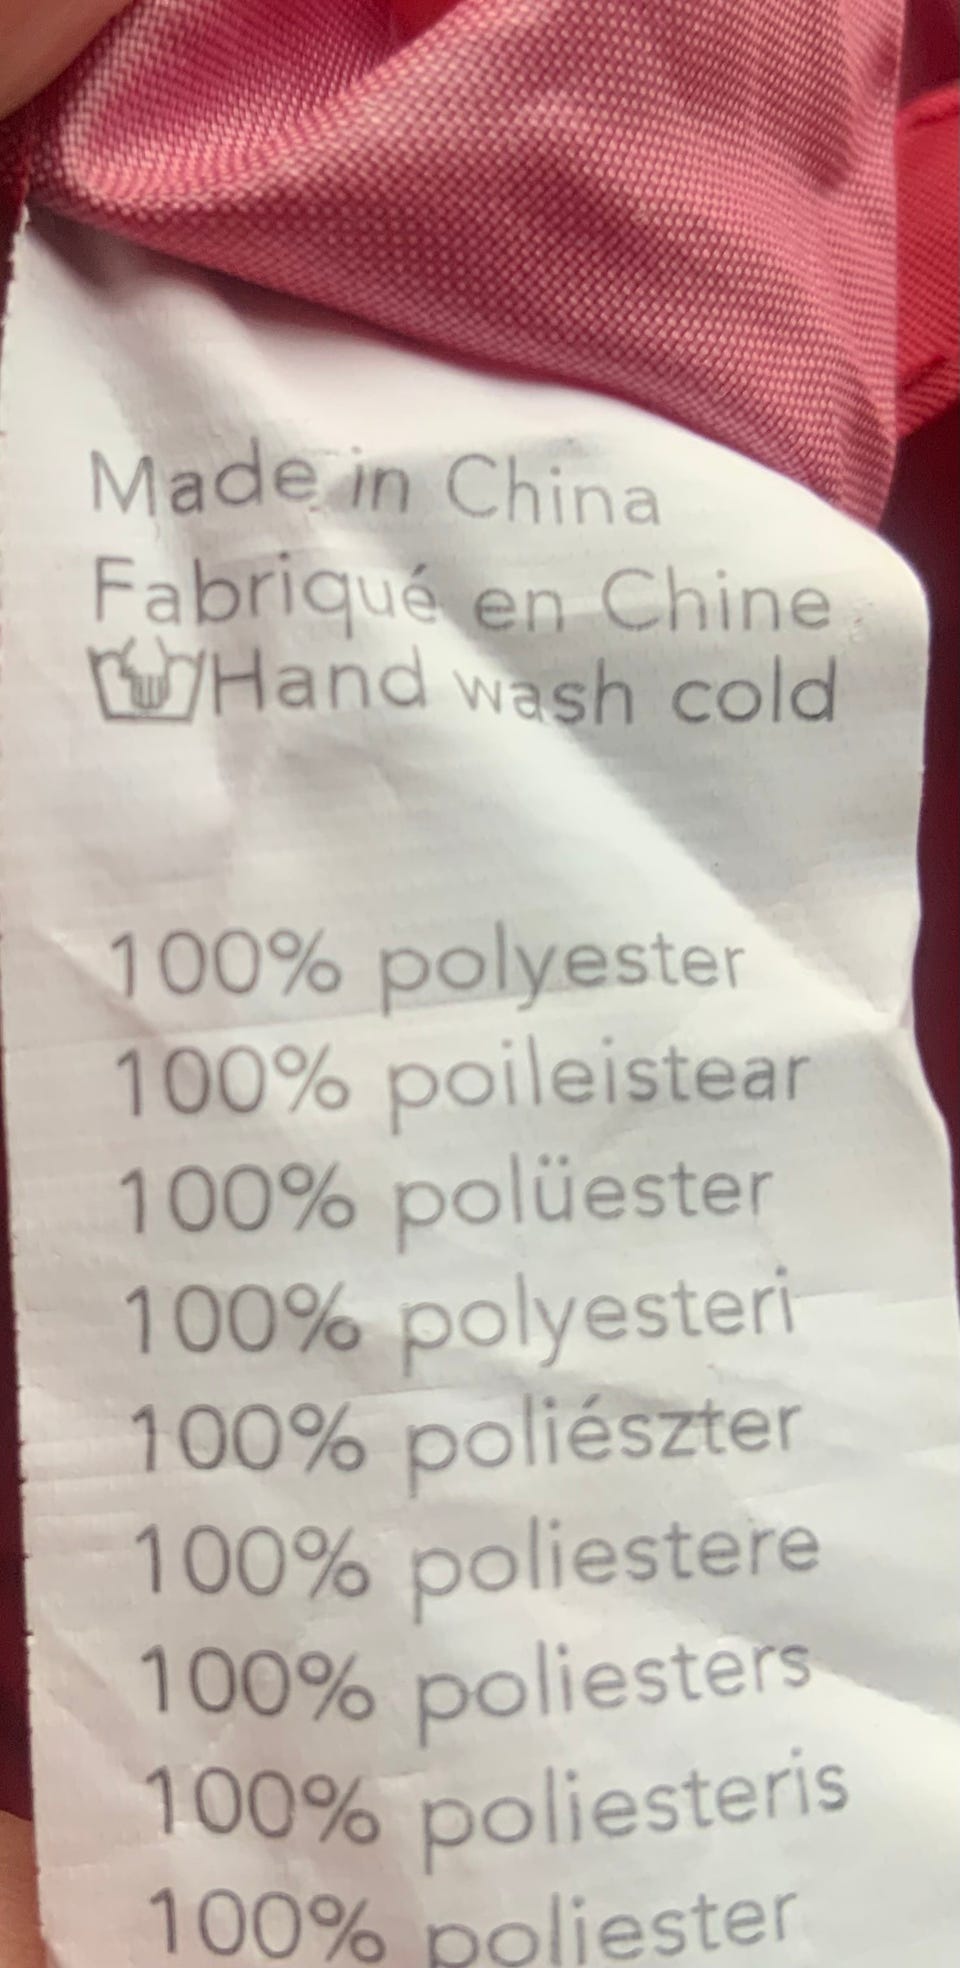 Made in China
Fabriqué en Chine
Hand wash cold
100% polyester
100% poileistear
100% polüester
100% polyesteri
100% poliészter
100% poliestere
100% poliesters
100% poliesteris
100% poliester